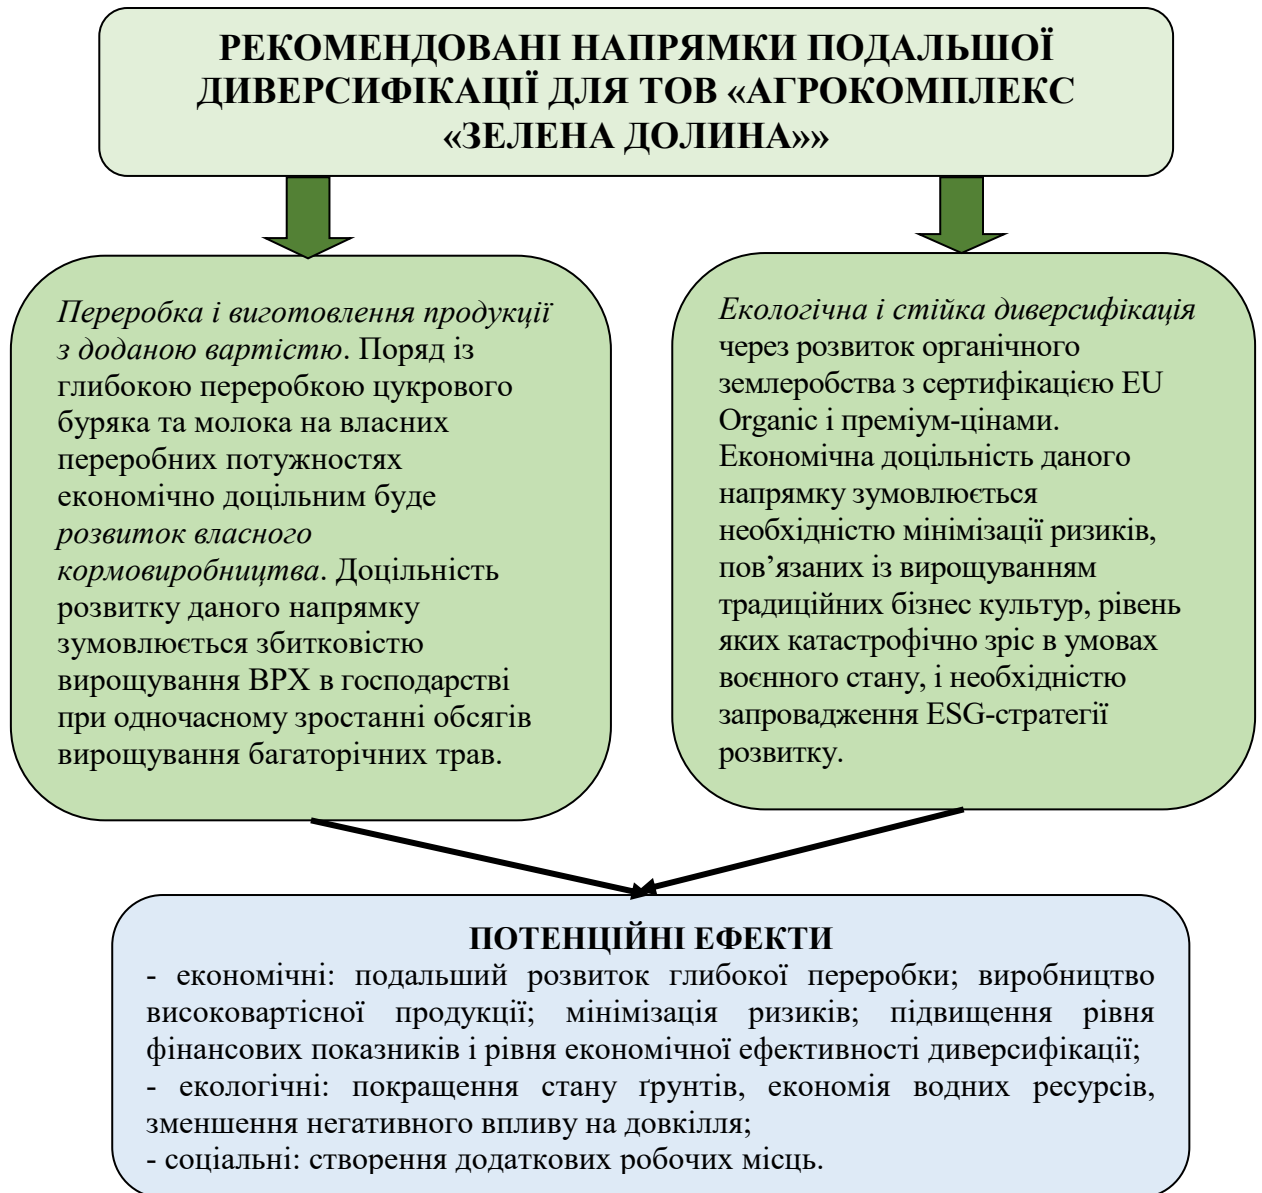 РЕКОМЕНДОВАНІ НАПРЯМКИ ПОДАЛЬШОЇ
ДИВЕРСИФІКАЦІЇ ДЛЯ ТОВ «АГРОКОМПЛЕКС
«ЗЕЛЕНА ДОЛИНА»»
Переробка і виготовлення продукції
з доданою вартістю. Поряд із
глибокою переробкою цукрового
буряка та молока на власних
переробних потужностях
економічно доцільним буде
розвиток власного
кормовиробництва. Доцільність
розвитку даного напрямку
зумовлюється збитковістю
вирощування ВРХ в господарстві
при одночасному зростанні обсягів
вирощування багаторічних трав.
Екологічна і стійка диверсифікація
через розвиток органічного
землеробства з сертифікацією EU
Organic і преміум-цінами.
Економічна доцільність даного
напрямку зумовлюється
необхідністю мінімізації ризиків,
пов’язаних із вирощуванням
традиційних бізнес культур, рівень
яких катастрофічно зріс в умовах
воєнного стану, і необхідністю
запровадження ESG-стратегії
розвитку.
ПОТЕНЦІЙНІ ЕФЕКТИ
- економічні: подальший розвиток глибокої переробки; виробництво
високовартісної продукції; мінімізація ризиків; підвищення рівня
фінансових показників і рівня економічної ефективності диверсифікації;
- екологічні: покращення стану ґрунтів, економія водних ресурсів,
зменшення негативного впливу на довкілля;
- соціальні: створення додаткових робочих місць.